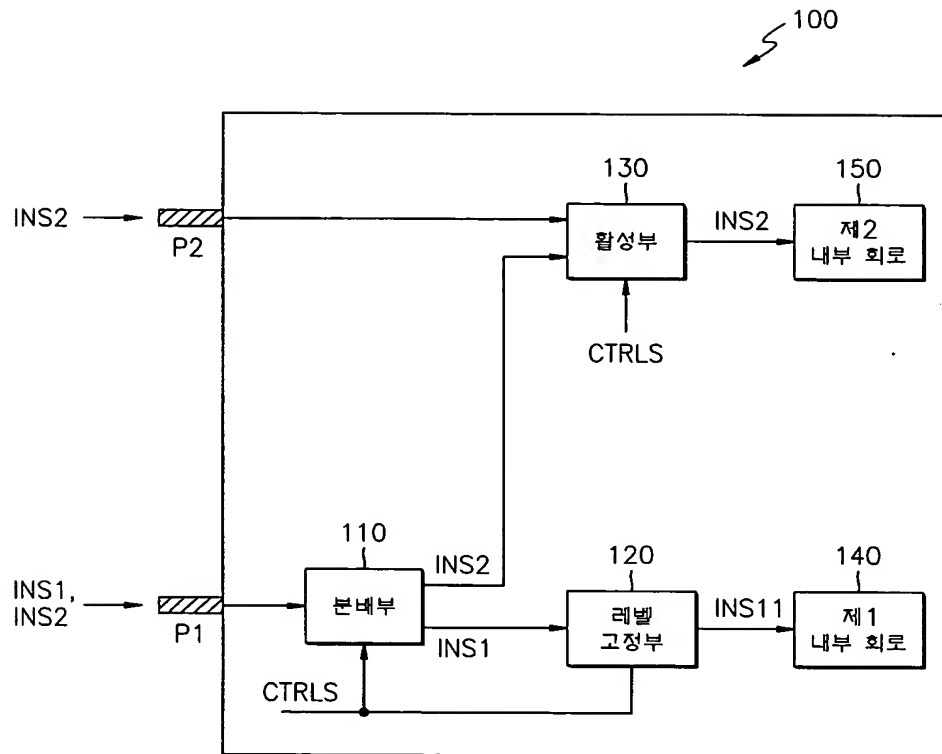 100
INS2
P2
130
활성부
CTRLS
INS2
150
제2
내부 회로
INS1,
INS2
P1
110
분배부
INS2
INS1
CTRLS
120
레벨
고정부
INS11
140
제1
내부 회로